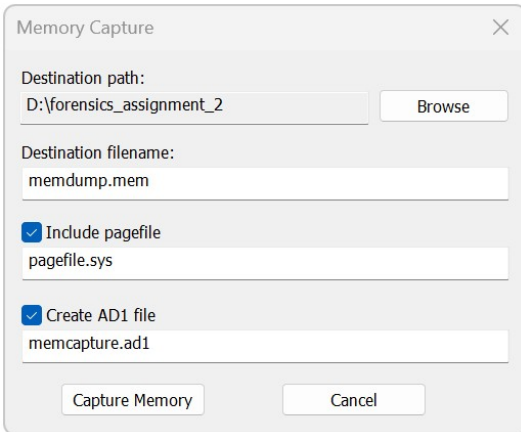 Memory Capture
Destination path:
D:\forensics_assignment_2
Browse
Destination filename:
memdump.mem
Include pagefile
pagefile.sys
Create AD1 file
memcapture.ad1
Capture Memory Cancel